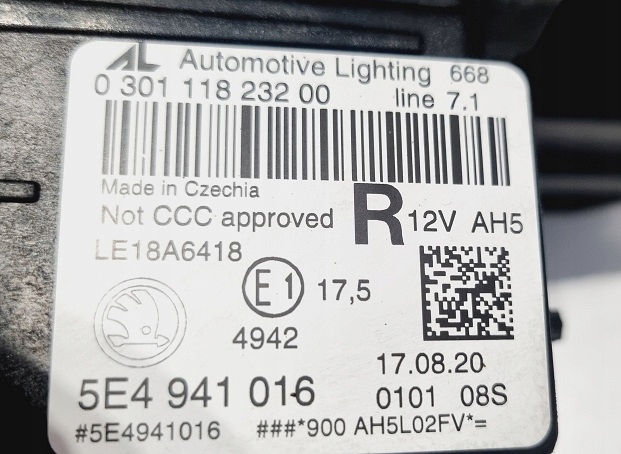 AL Automotive Lighting 668
0 301 118 232 00 line 7.1
Made in Czechia
Not CCC approved R 12V AH5
LE18A6418
E1 17,5
4942
17.08.20
5E4 941 016 0101 08S
#5E4941016 ###*900 AH5L02FV*=